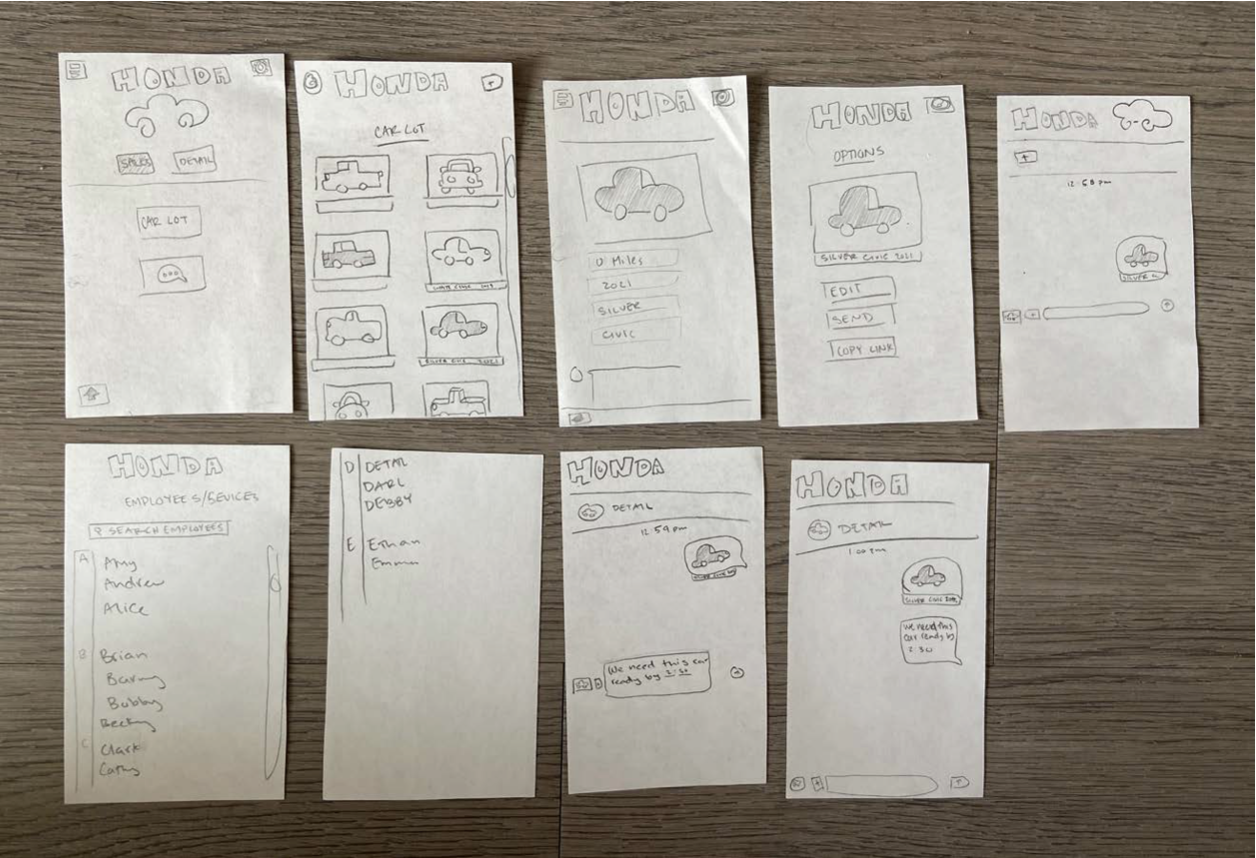 HONDA
SALES
DETAIL
CAR LOT
HONDA
CAR LOT
SILVER CIVIC 2021
HONDA
0 Miles
2021
SILVER
CIVIC
HONDA
OPTIONS
SILVER CIVIC 2021
EDIT
SEND
COPY LINK
HONDA
+
12:58 pm
SILVER C
HONDA
EMPLOYEES/SEVICES
SEARCH EMPLOYEES
A
Amy
Andrew
Alice
B
Brian
Barny
Bobby
Becky
C
Clark
Cathy
D
DETAIL
DARL
DEBBY
E
Ethan
Emma
HONDA
DETAIL
12:59 pm
We need this car
ready by 2:30
HONDA
DETAIL
1:00 pm
SILVER CIVIC 2021
We need this
car ready by
2:30